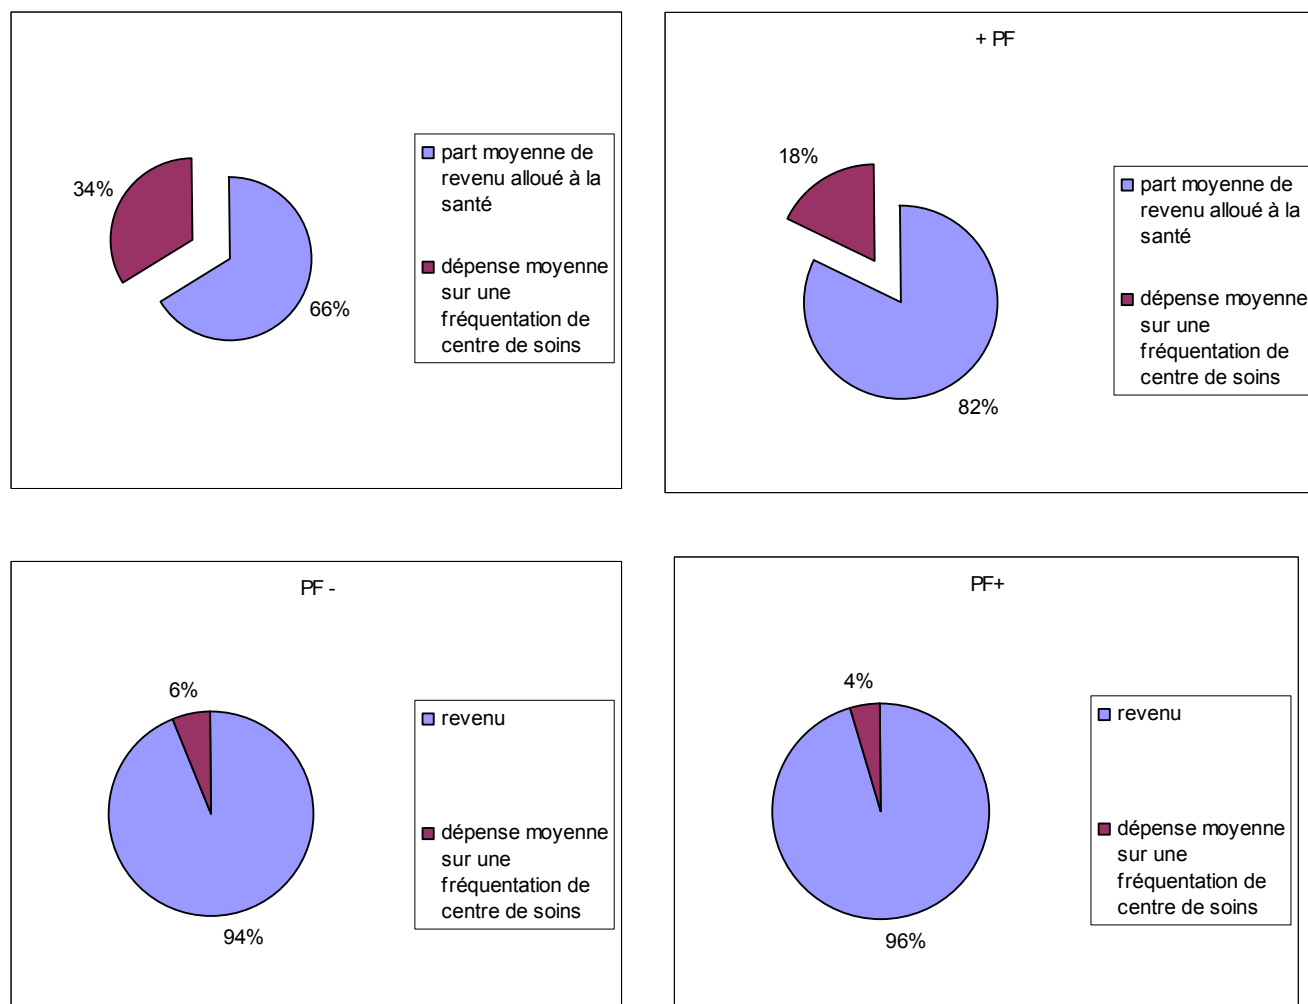 34%
66%
part moyenne de
revenu alloué à la
santé
dépense moyenne
sur une
fréquentation de
centre de soins
+ PF
18%
82%
part moyenne de
revenu alloué à la
santé
dépense moyenne
sur une
fréquentation de
centre de soins
PF -
6%
94%
revenu
dépense moyenne
sur une
fréquentation de
centre de soins
PF+
4%
96%
revenu
dépense moyenne
sur une
fréquentation de
centre de soins